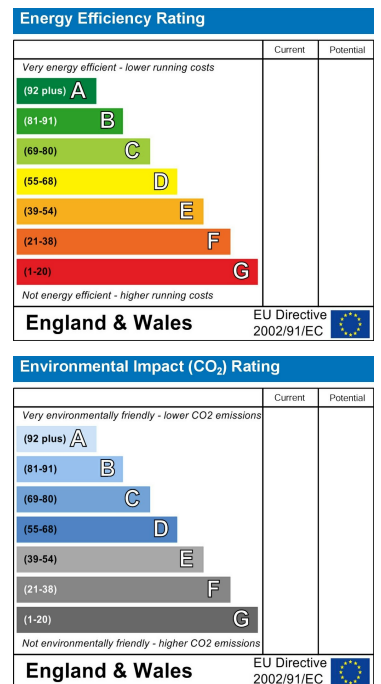 Energy Efficiency Rating
Current Potential
Very energy efficient - lower running costs
(92 plus) A
(81-91) B
(69-80) C
(55-68) D
(39-54) E
(21-38) F
(1-20) G
Not energy efficient - higher running costs
England & Wales
EU Directive
2002/91/EC
Environmental Impact (CO₂) Rating
Current Potential
Very environmentally friendly - lower CO2 emissions
(92 plus) A
(81-91) B
(69-80) C
(55-68) D
(39-54) E
(21-38) F
(1-20) G
Not environmentally friendly - higher CO2 emissions
England & Wales
EU Directive
2002/91/EC